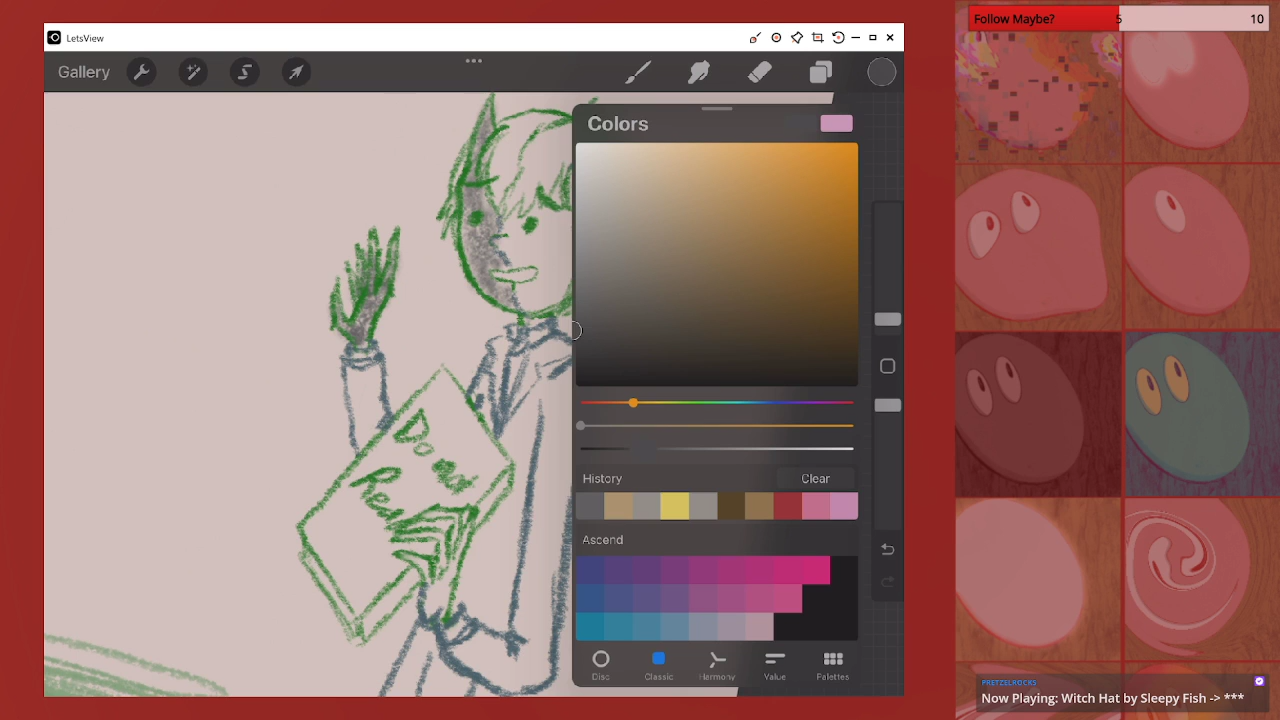 LetsView
Follow Maybe?
5
10
Gallery
Colors
History
Clear
Ascend
Disc
Classic
Harmony
Value
Palettes
PRETZELROCKS
Now Playing: Witch Hat by Sleepy Fish -> ***